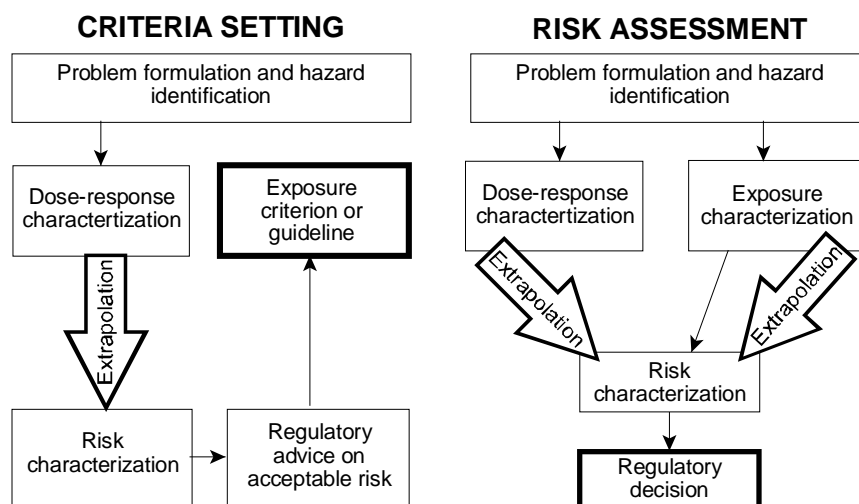 CRITERIA SETTING
Problem formulation and hazard
identification
Dose-response
charactertization
Exposure
criterion or
guideline
Extrapolation
Risk
characterization
Regulatory
advice on
acceptable risk
RISK ASSESSMENT
Problem formulation and hazard
identification
Dose-response
charactertization
Exposure
characterization
Extrapolation
Extrapolation
Risk
characterization
Regulatory
decision